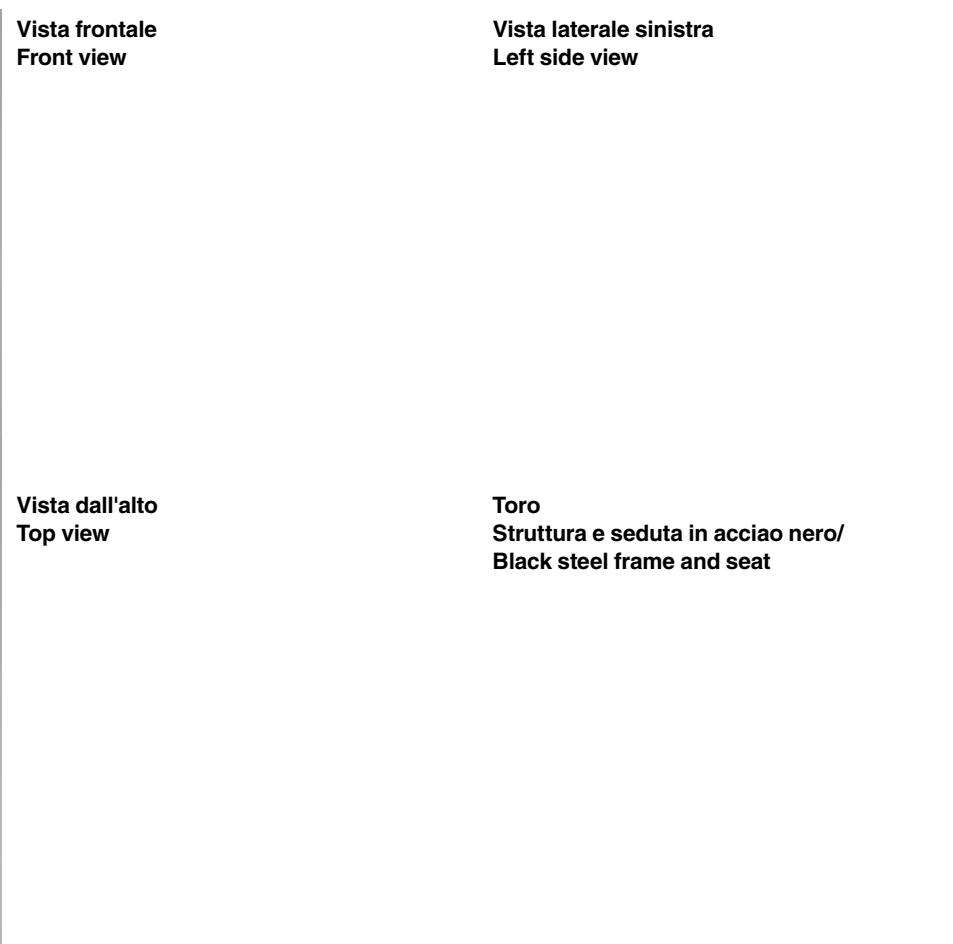 Vista frontale
Front view
Vista laterale sinistra
Left side view
Vista dall'alto
Top view
Toro
Struttura e seduta in acciao nero/
Black steel frame and seat